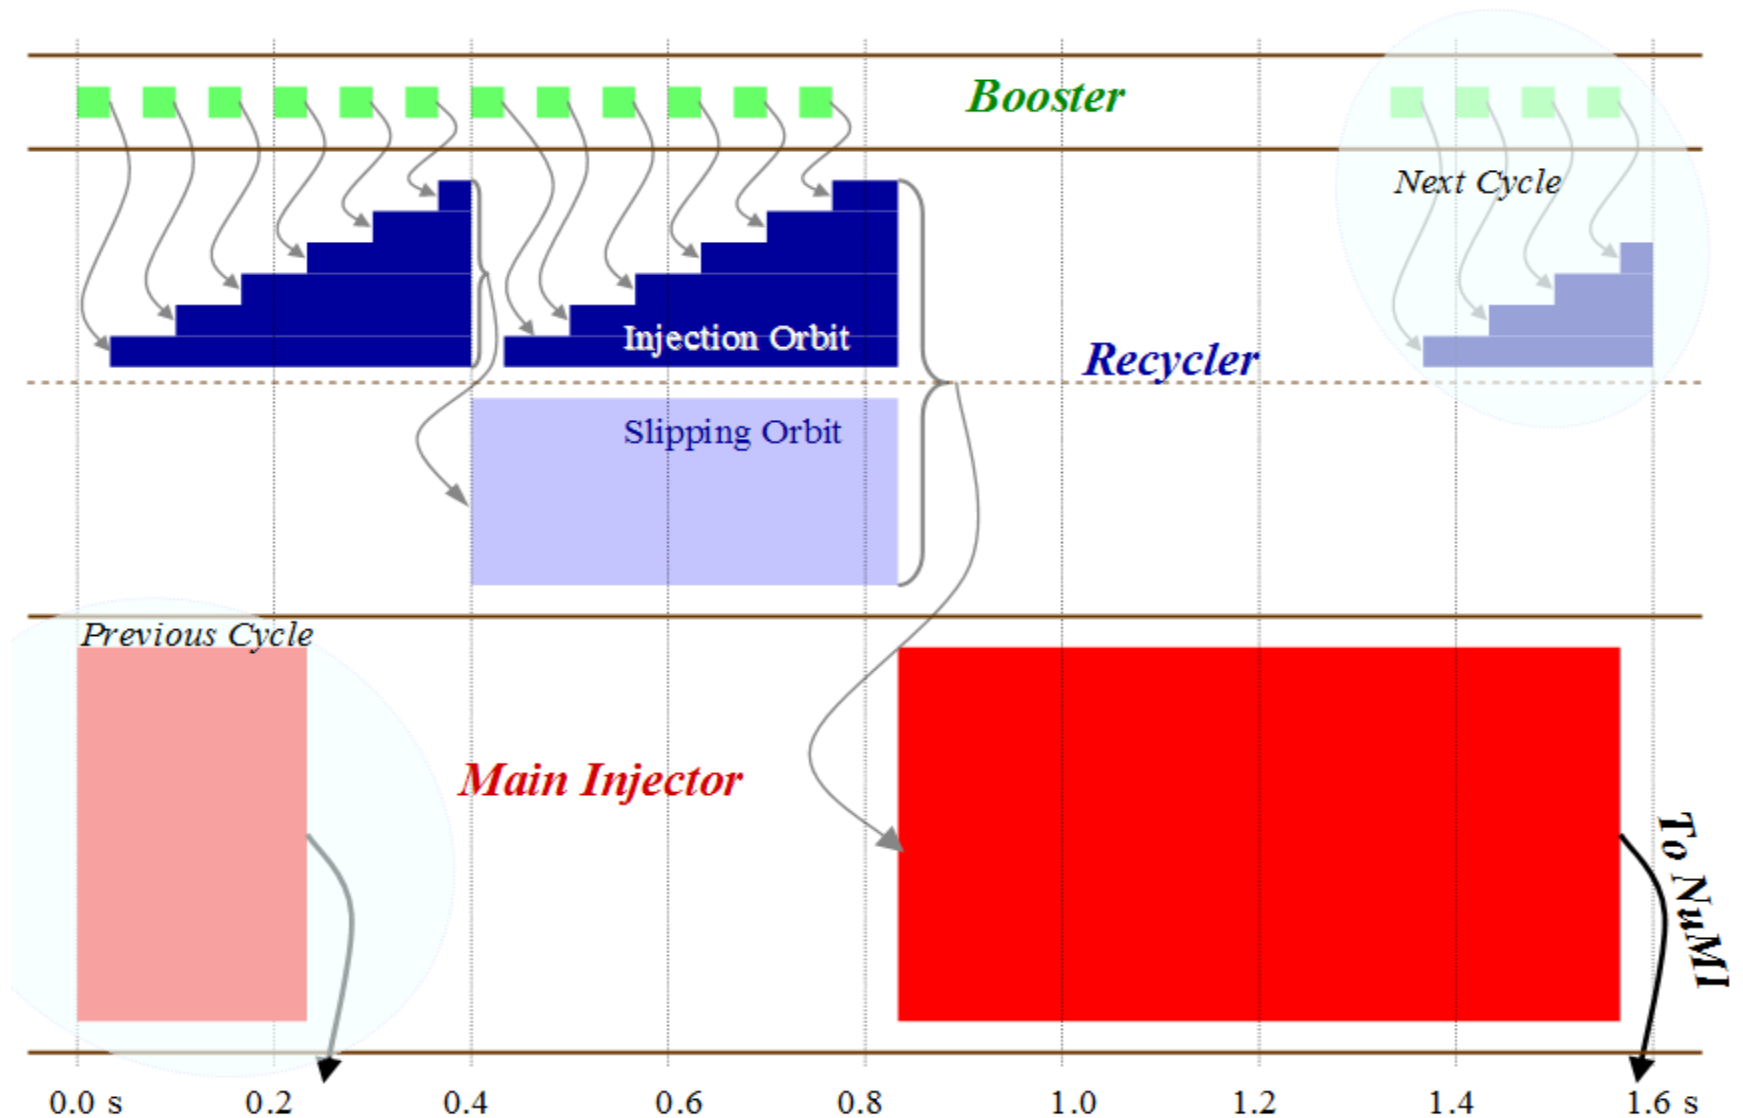 Booster
Next Cycle
Injection Orbit
Recycler
Slipping Orbit
Previous Cycle
Main Injector
To NuMI
0.0 s 0.2 0.4 0.6 0.8 1.0 1.2 1.4 1.6 s